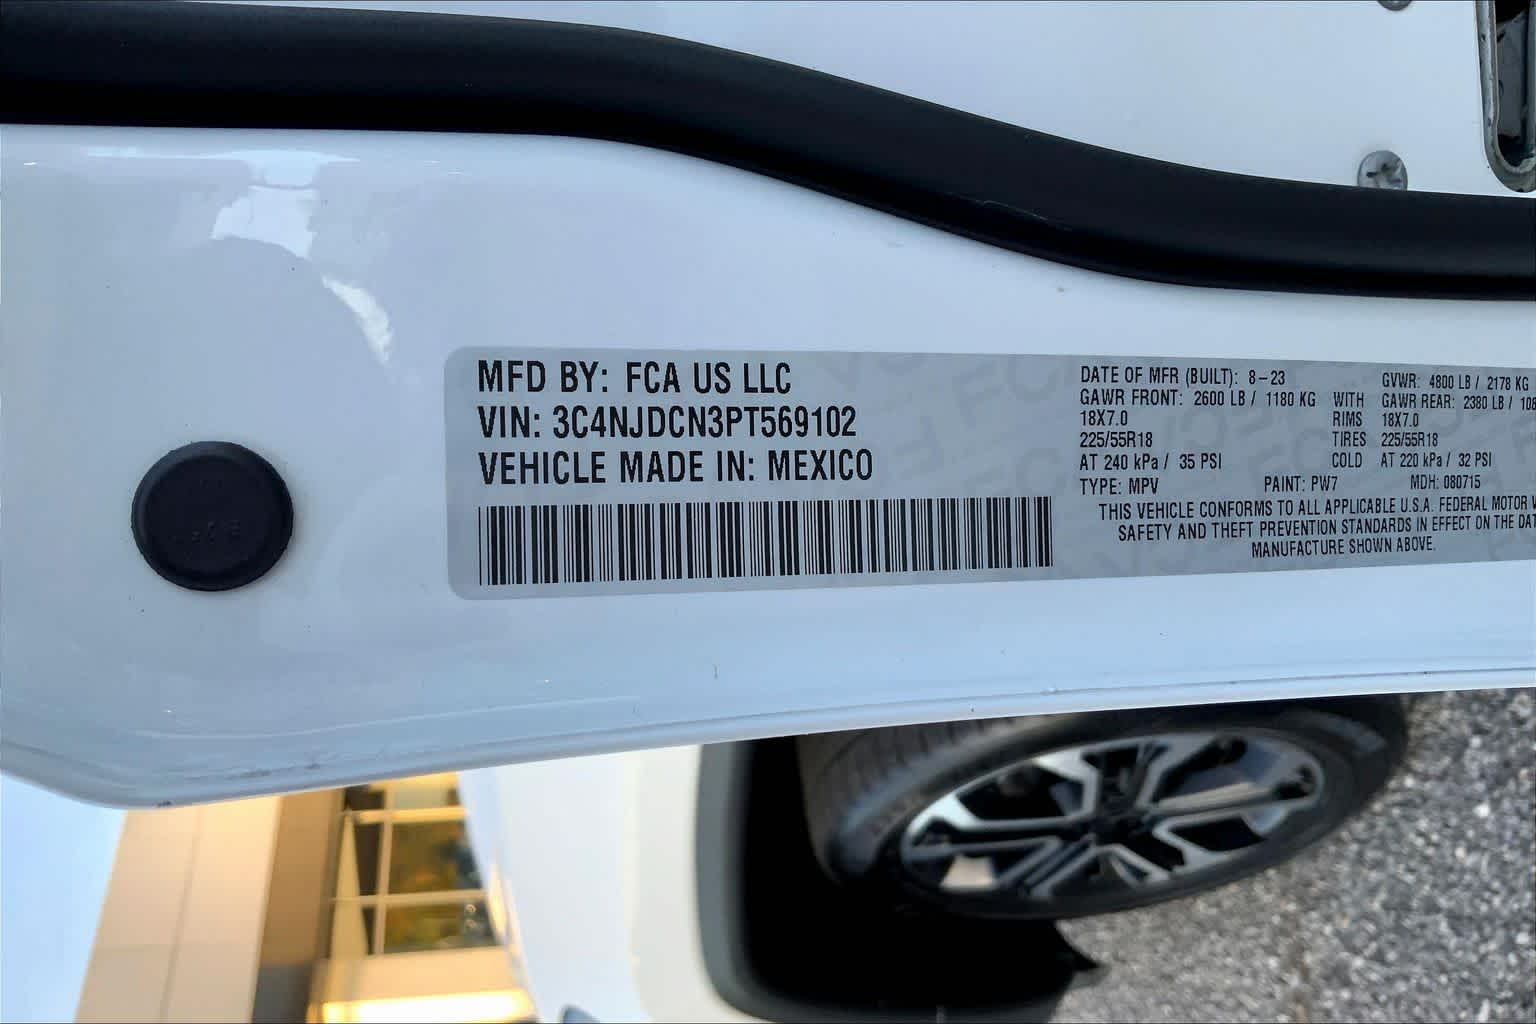 MFD BY: FCA US LLC
VIN: 3C4NJDCN3PT569102
VEHICLE MADE IN: MEXICO
DATE OF MFR (BUILT): 8-23 GVWR: 4800 LB / 2178 KG
GAWR FRONT: 2600 LB / 1180 KG WITH GAWR REAR: 2380 LB / 108
18X7.0 RIMS 18X7.0
225/55R18 TIRES 225/55R18
AT 240 kPa / 35 PSI COLD AT 220 kPa / 32 PSI
TYPE: MPV PAINT: PW7 MDH: 080715
THIS VEHICLE CONFORMS TO ALL APPLICABLE U.S.A. FEDERAL MOTOR V
SAFETY AND THEFT PREVENTION STANDARDS IN EFFECT ON THE DAT
MANUFACTURE SHOWN ABOVE.